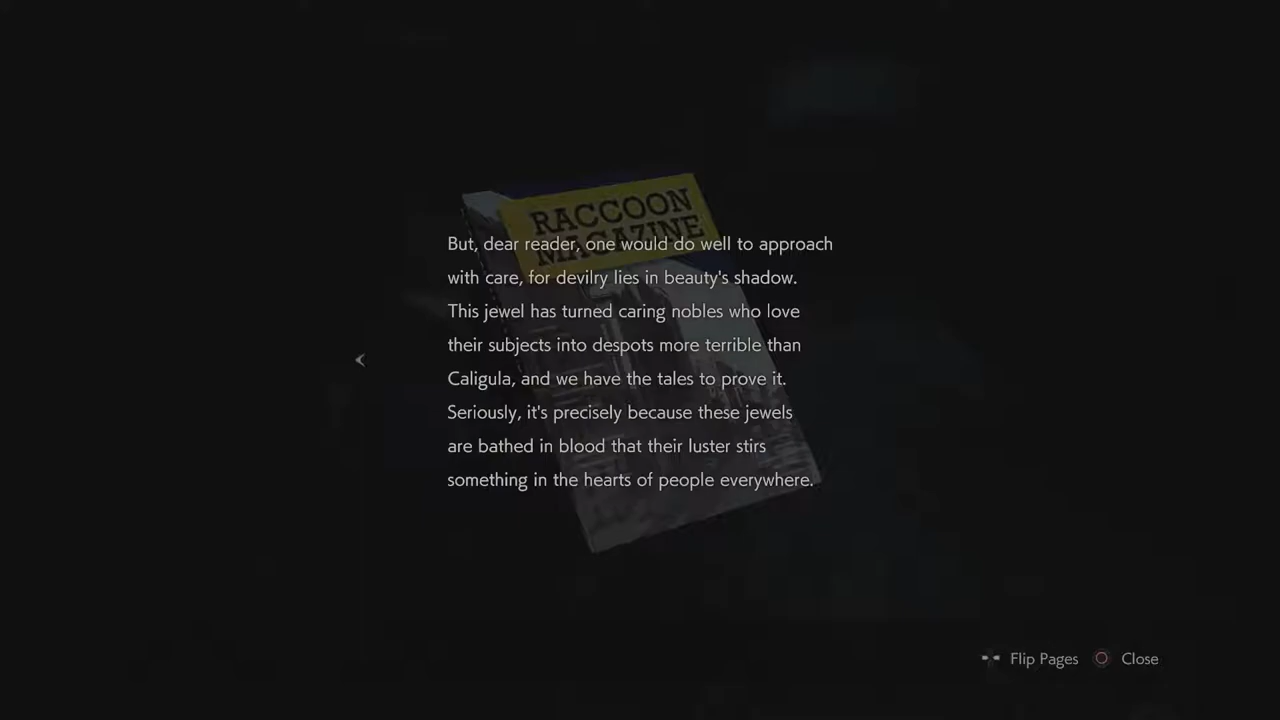 RACCOON
MAGAZINE
But, dear reader, one would do well to approach
with care, for devilry lies in beauty's shadow.
This jewel has turned caring nobles who love
their subjects into despots more terrible than
Caligula, and we have the tales to prove it.
Seriously, it's precisely because these jewels
are bathed in blood that their luster stirs
something in the hearts of people everywhere.
Flip Pages
Close